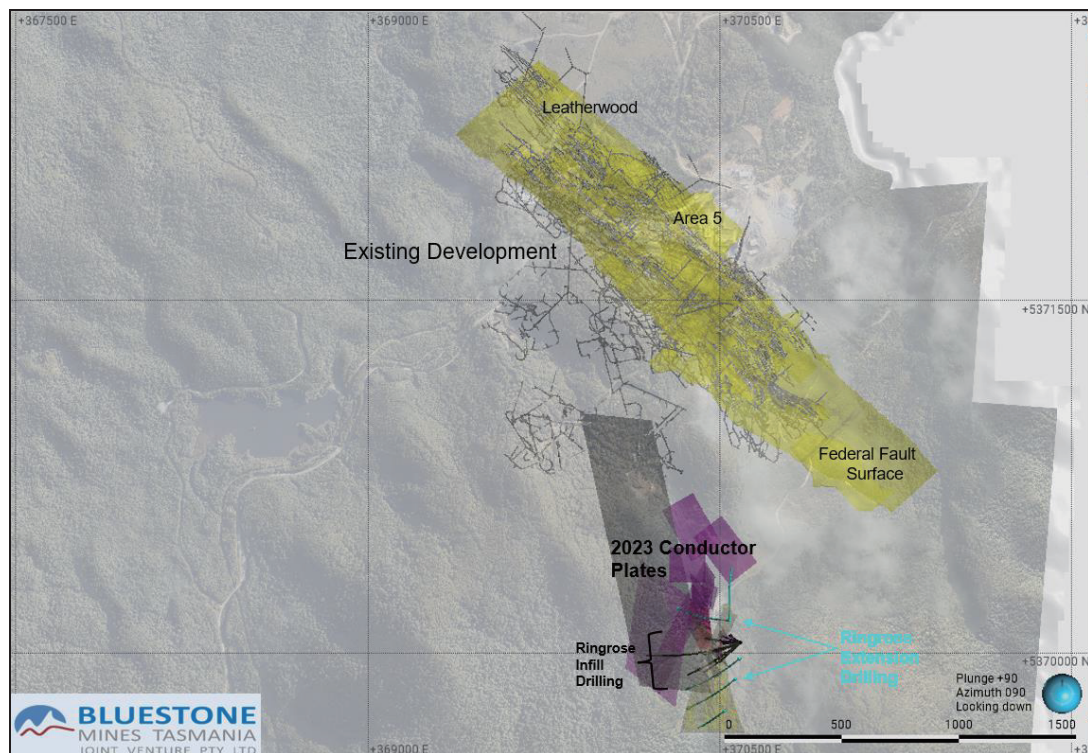 +367500 E
+369000 E
+370500 E
Leatherwood
Area 5
Existing Development
+5371500 N
Federal Fault
Surface
2023 Conductor
Plates
Ringrose
Infill
Drilling
Ringrose
Extension
Drilling
+5370000 N
Plunge +90
Azimuth 090
Looking down
0 500 1000 1500
BLUESTONE
MINES TASMANIA
JOINT VENTURE PTY LTD
+369000 E
+370500 E